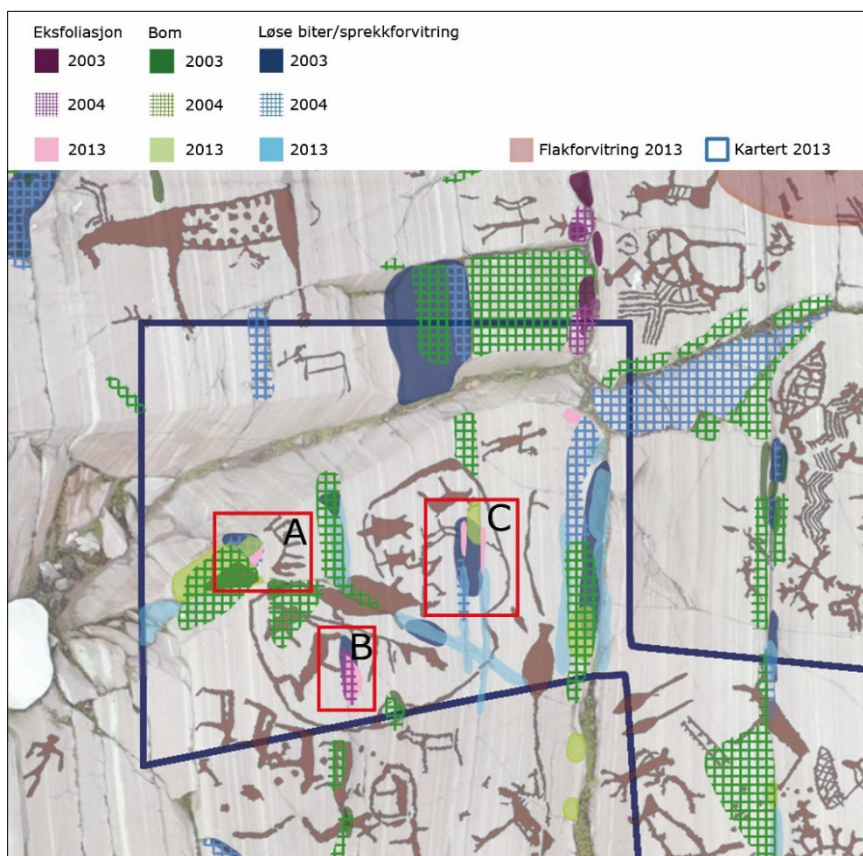 Eksfoliasjon Bom Løse biter/sprekkforvitring
2003 2003 2003
2004 2004 2004
2013 2013 2013 Flakforvitring 2013 Kartert 2013
A
C
B